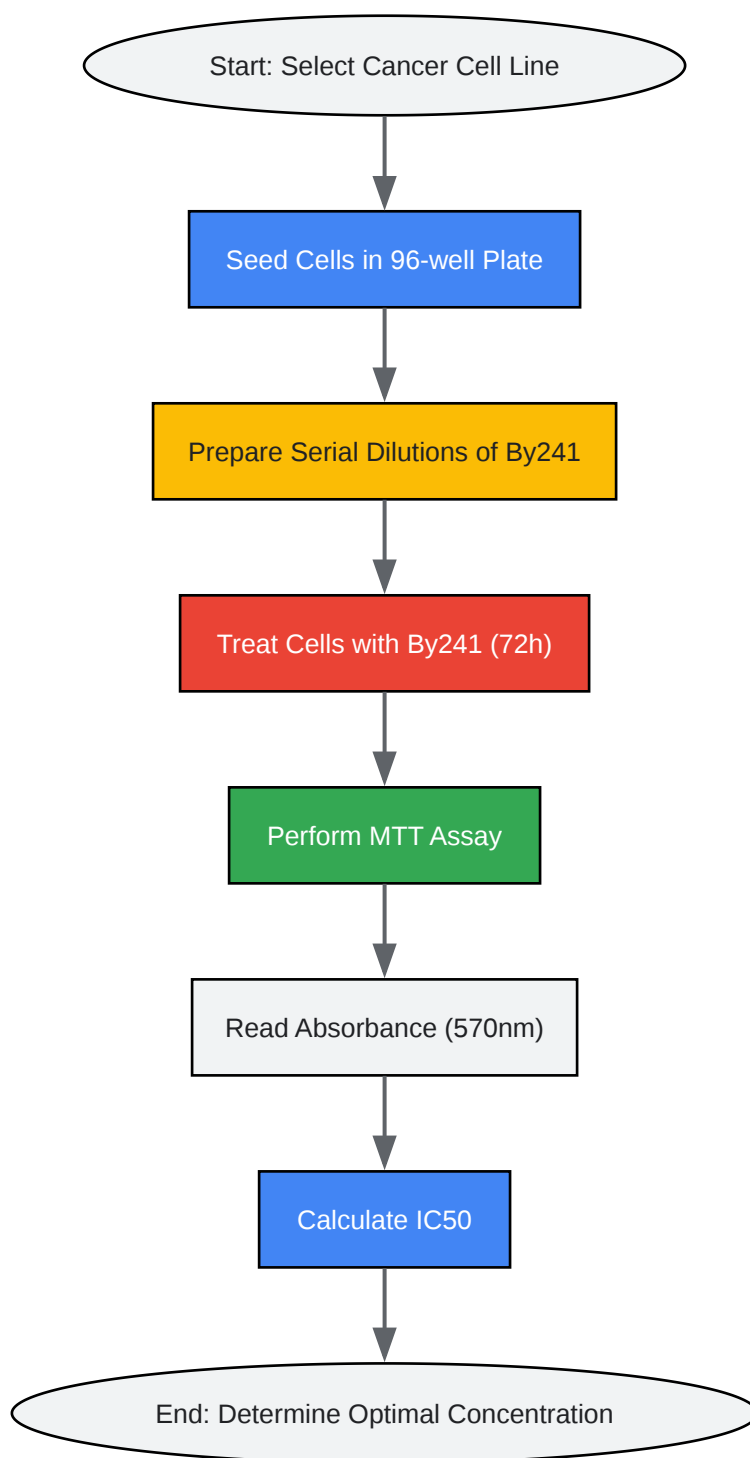 Start: Select Cancer Cell Line
Seed Cells in 96-well Plate
Prepare Serial Dilutions of By241
Treat Cells with By241 (72h)
Perform MTT Assay
Read Absorbance (570nm)
Calculate IC50
End: Determine Optimal Concentration